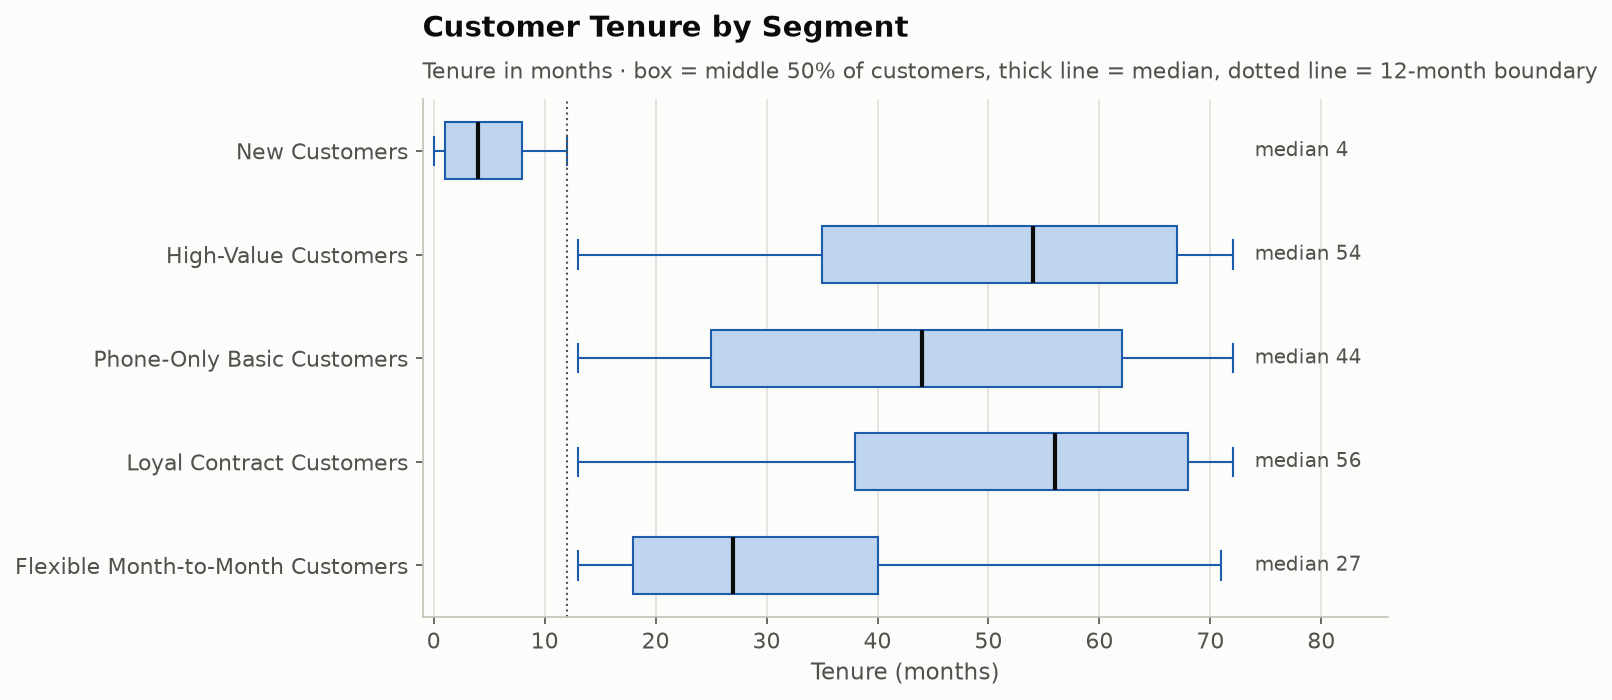 Customer Tenure by Segment
Tenure in months · box = middle 50% of customers, thick line = median, dotted line = 12-month boundary
New Customers
median 4
High-Value Customers
median 54
Phone-Only Basic Customers
median 44
Loyal Contract Customers
median 56
Flexible Month-to-Month Customers
median 27
0 10 20 30 40 50 60 70 80
Tenure (months)